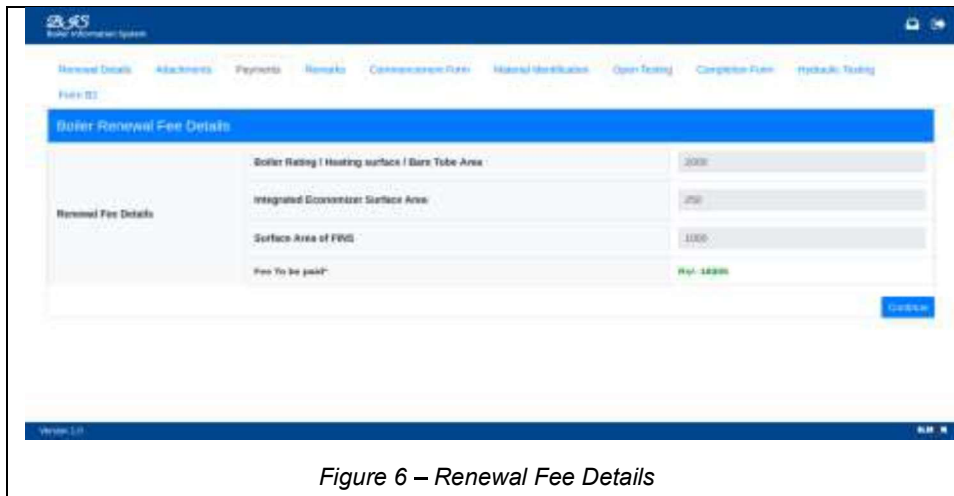 BIS
Boiler Information System
Renewal Details Attachments Payments Remarks Commencement Form Material Identification Open Testing Completion Form Hydraulic Testing
Form B2
Boiler Renewal Fee Details
Renewal Fee Details
Boiler Rating / Heating surface / Bare Tube Area
Integrated Economizer Surface Area
250
Surface Area of FINS
1000
Fee To be paid*
Continue
Version 1.0
Figure 6 – Renewal Fee Details